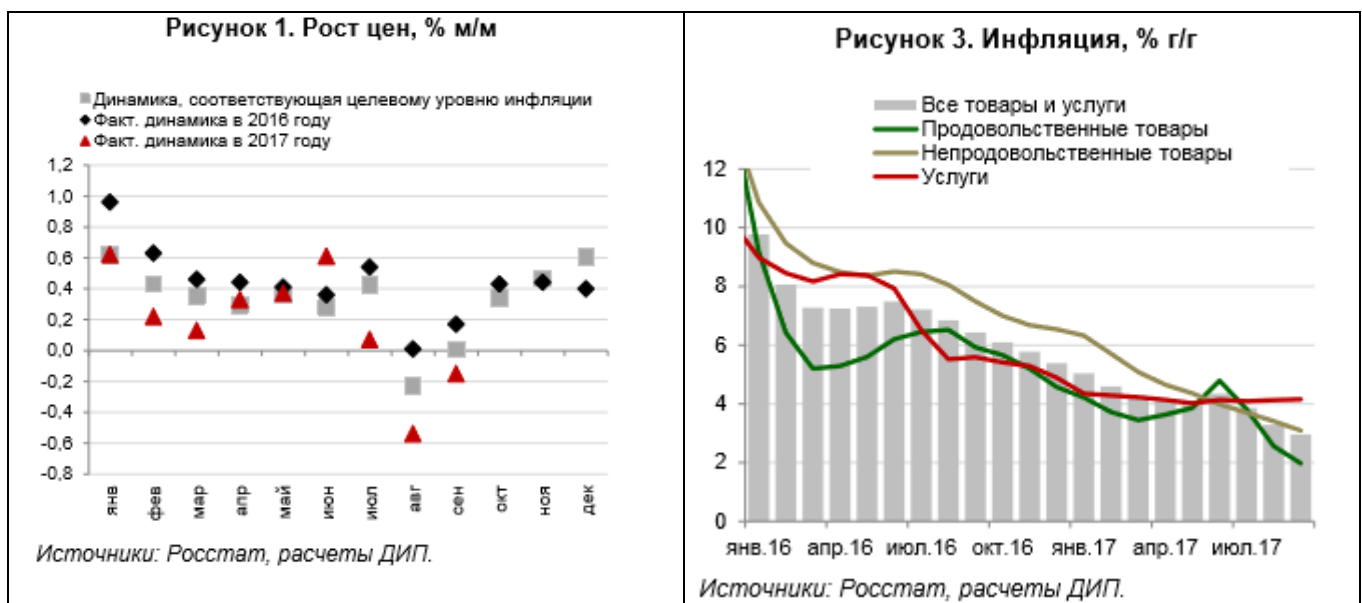 Рисунок 1. Рост цен, % м/м
Динамика, соответствующая целевому уровню инфляции
Факт. динамика в 2016 году
Факт. динамика в 2017 году
1,2
1,0
0,8
0,6
0,4
0,2
0,0
-0,2
-0,4
-0,6
-0,8
янв
фев
мар
апр
май
июн
июл
авг
сен
окт
ноя
дек
Источники: Росстат, расчеты ДИП.
Рисунок 3. Инфляция, % г/г
Все товары и услуги
Продовольственные товары
Непродовольственные товары
Услуги
12
10
8
6
4
2
0
янв.16 апр.16 июл.16 окт.16 янв.17 апр.17 июл.17
Источники: Росстат, расчеты ДИП.